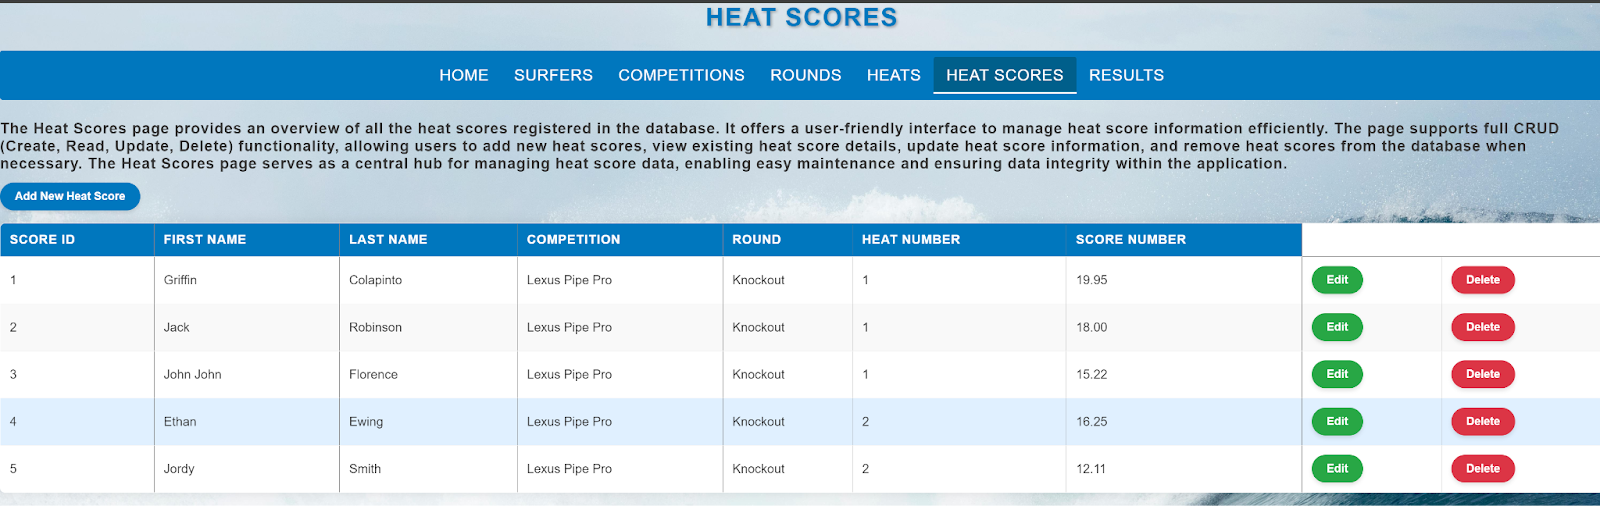 HEAT SCORES
HOME SURFERS COMPETITIONS ROUNDS HEATS HEAT SCORES RESULTS
The Heat Scores page provides an overview of all the heat scores registered in the database. It offers a user-friendly interface to manage heat score information efficiently. The page supports full CRUD
(Create, Read, Update, Delete) functionality, allowing users to add new heat scores, view existing heat score details, update heat score information, and remove heat scores from the database when
necessary. The Heat Scores page serves as a central hub for managing heat score data, enabling easy maintenance and ensuring data integrity within the application.
Add New Heat Score
SCORE ID FIRST NAME LAST NAME COMPETITION ROUND HEAT NUMBER SCORE NUMBER
1 Griffin Colapinto Lexus Pipe Pro Knockout 1 19.95 Edit Delete
2 Jack Robinson Lexus Pipe Pro Knockout 1 18.00 Edit Delete
3 John John Florence Lexus Pipe Pro Knockout 1 15.22 Edit Delete
4 Ethan Ewing Lexus Pipe Pro Knockout 2 16.25 Edit Delete
5 Jordy Smith Lexus Pipe Pro Knockout 2 12.11 Edit Delete